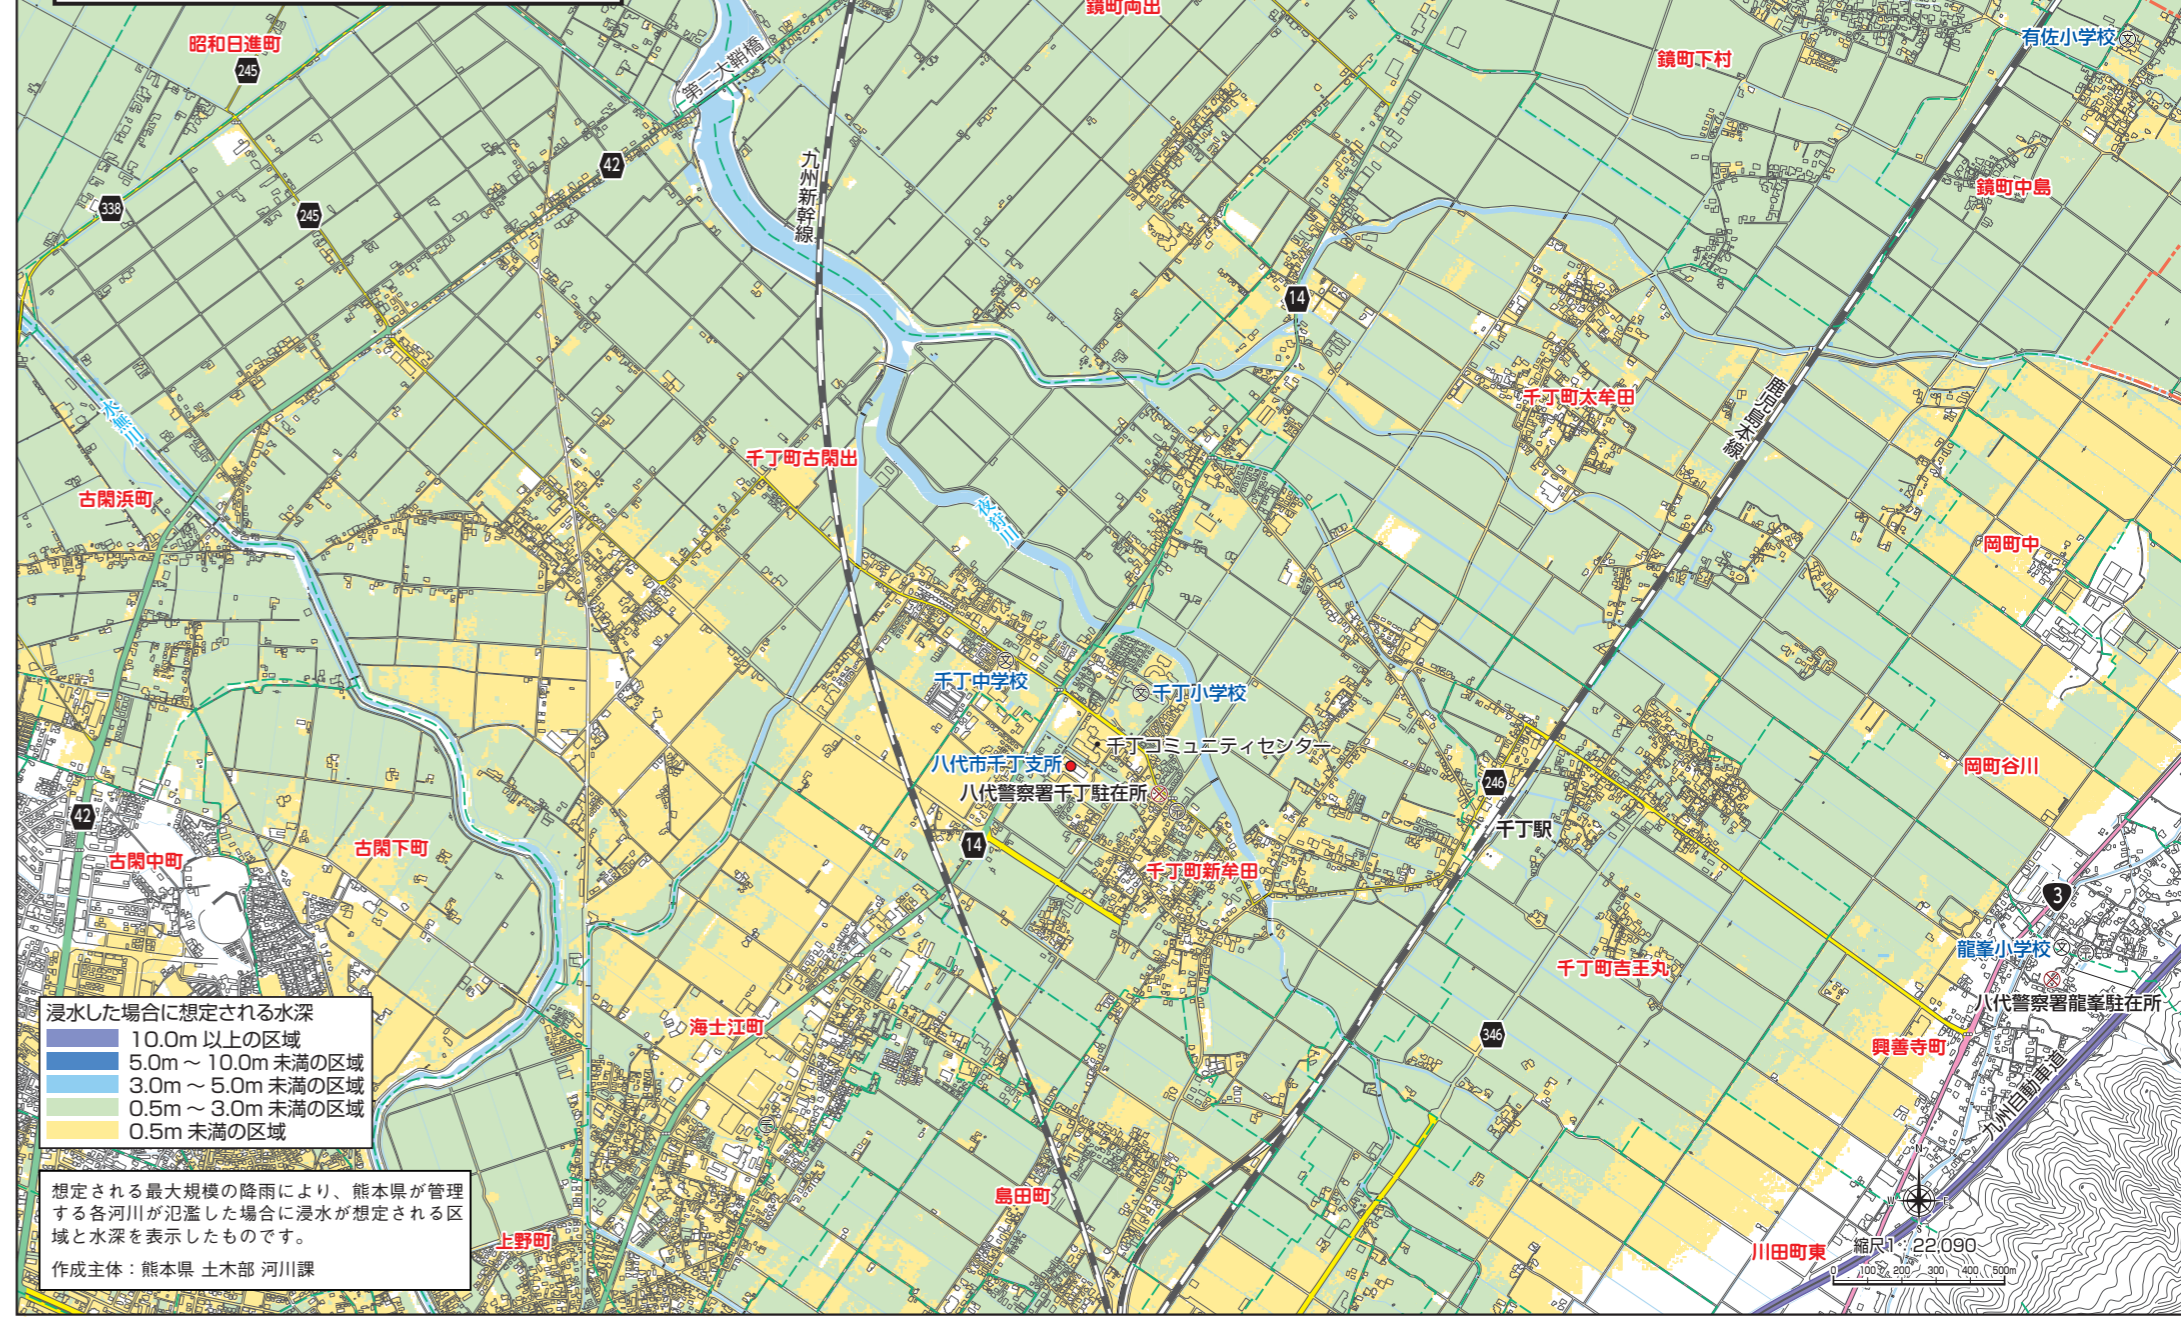 鏡町両出
昭和日進町
245
第二大鞘橋
鏡町下村
有佐小学校
文
42
九州新幹線
鏡町中島
338
245
14
鹿児島本線
千丁町太牟田
水無川
千丁町古閑出
古閑浜町
夜狩川
岡町中
文
千丁中学校
文
千丁小学校
千丁コミュニティセンター
八代市千丁支所
岡町谷川
八代警察署千丁駐在所
246
千丁駅
42
古閑中町
古閑下町
14
千丁町新牟田
3
龍峯小学校
文
千丁町吉王丸
八代警察署龍峯駐在所
海士江町
346
興善寺町
九州自動車道
浸水した場合に想定される水深
10.0m 以上の区域
5.0m ～ 10.0m 未満の区域
3.0m ～ 5.0m 未満の区域
0.5m ～ 3.0m 未満の区域
0.5m 未満の区域
想定される最大規模の降雨により、熊本県が管理
する各河川が氾濫した場合に浸水が想定される区
域と水深を表示したものです。
作成主体：熊本県 土木部 河川課
島田町
上野町
川田町東
N
W
E
S
縮尺1：22,090
0 100 200 300 400 500m